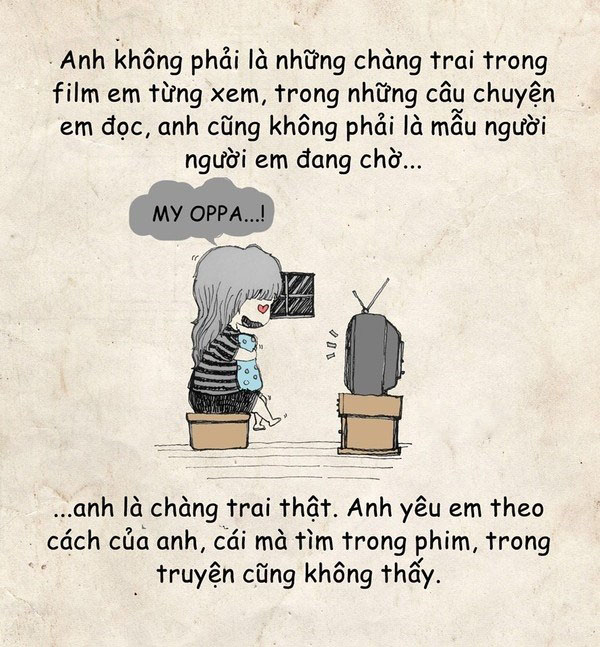 Anh không phải là những chàng trai trong
film em từng xem, trong những câu chuyện
em đọc, anh cũng không phải là mẫu người
người em đang chờ...
MY OPPA...!
...anh là chàng trai thật. Anh yêu em theo
cách của anh, cái mà tìm trong phim, trong
truyện cũng không thấy.